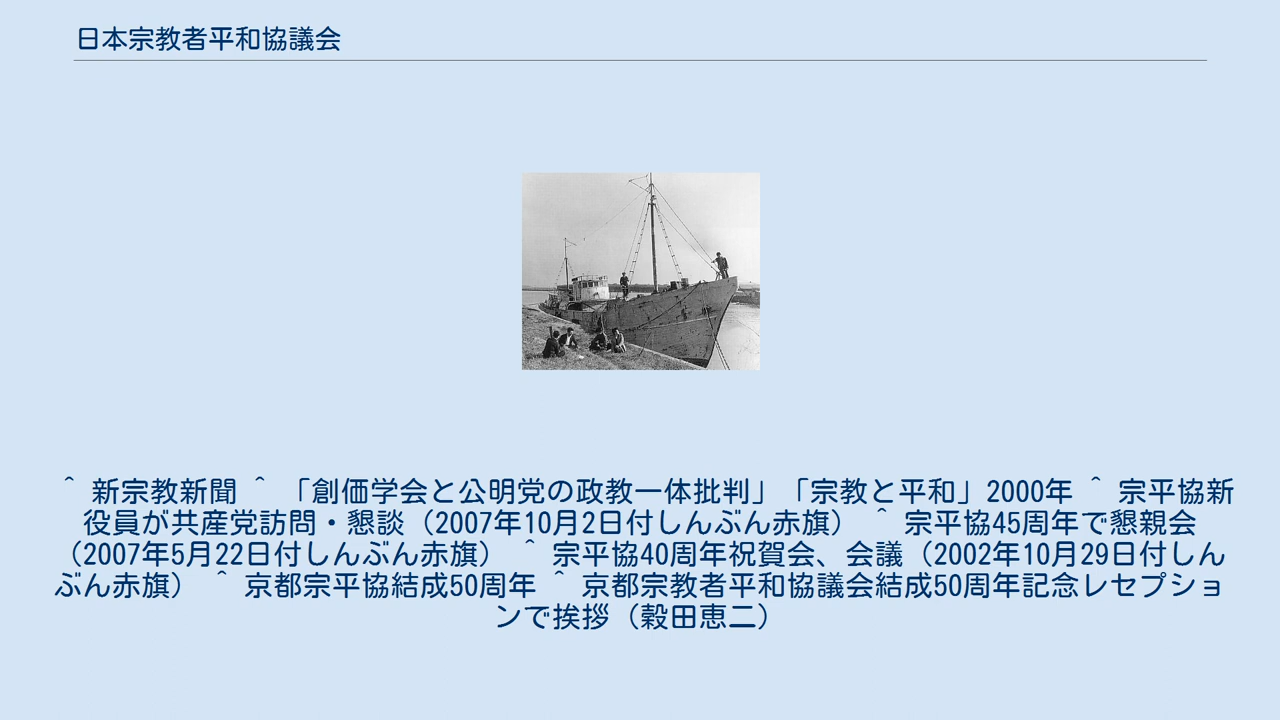 日本宗教者平和協議会
^ 新宗教新聞 ^ 「創価学会と公明党の政教一体批判」「宗教と平和」2000年 ^ 宗平協新
役員が共産党訪問・懇談（2007年10月2日付しんぶん赤旗） ^ 宗平協45周年で懇親会
（2007年5月22日付しんぶん赤旗） ^ 宗平協40周年祝賀会、会議（2002年10月29日付しん
ぶん赤旗） ^ 京都宗平協結成50周年 ^ 京都宗教者平和協議会結成50周年記念レセプショ
ンで挨拶（穀田恵二）